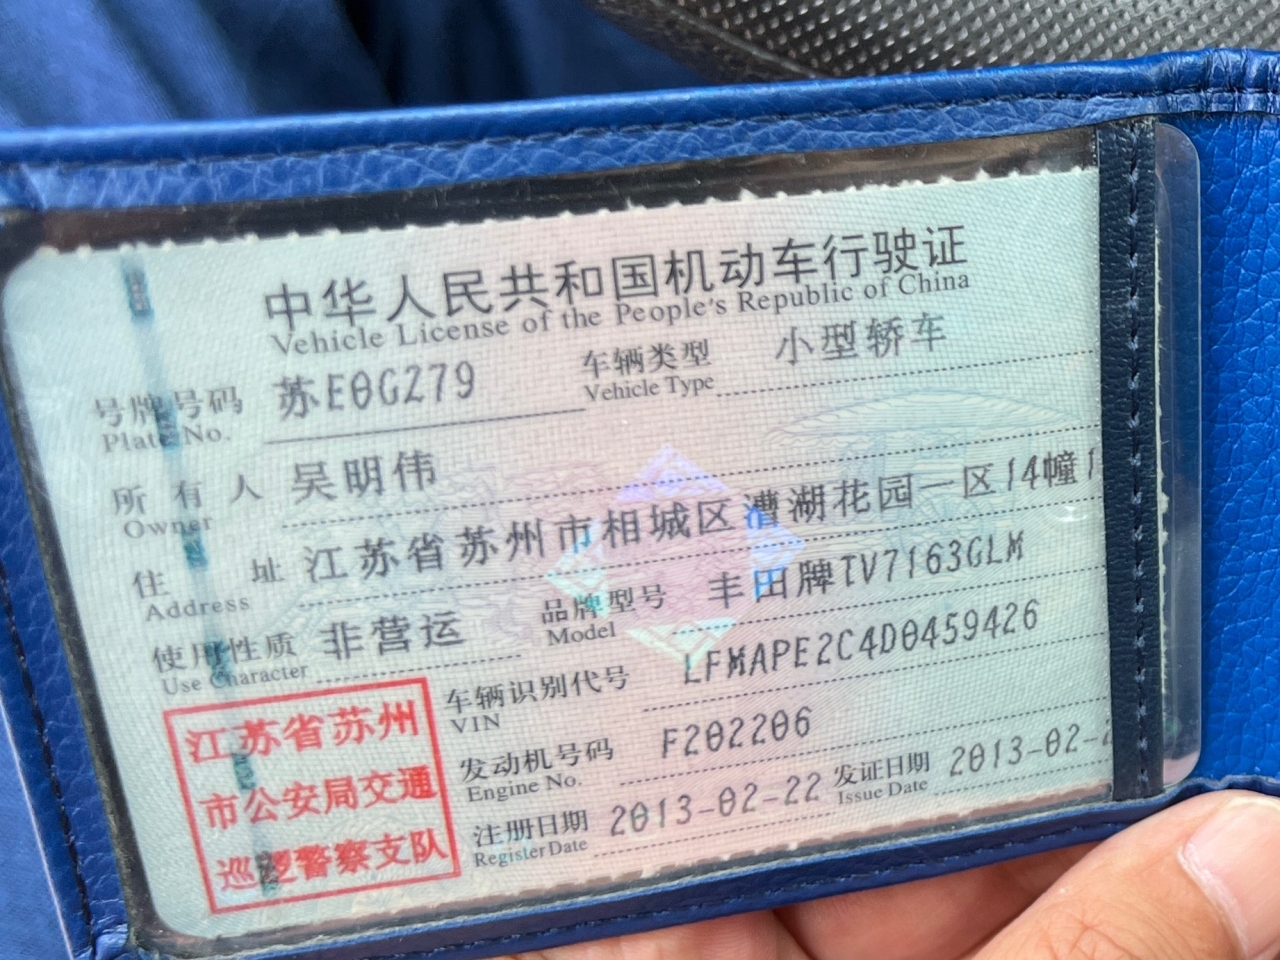 中华人民共和国机动车行驶证
Vehicle License of the People's Republic of China
号牌号码 苏E0GZ79 车辆类型 小型轿车
Plate No. Vehicle Type
所有人 吴明伟
Owner
住址 江苏省苏州市相城区漕湖花园一区14幢1
Address
使用性质 非营运 品牌型号 丰田牌TV7163GLM
Use Character Model
车辆识别代号 LFMAPE2C4D0459426
VIN
发动机号码 F202206
Engine No.
注册日期 2013-02-22 发证日期 2013-02-2
Register Date Issue Date
江苏省苏州
市公安局交通
巡逻警察支队